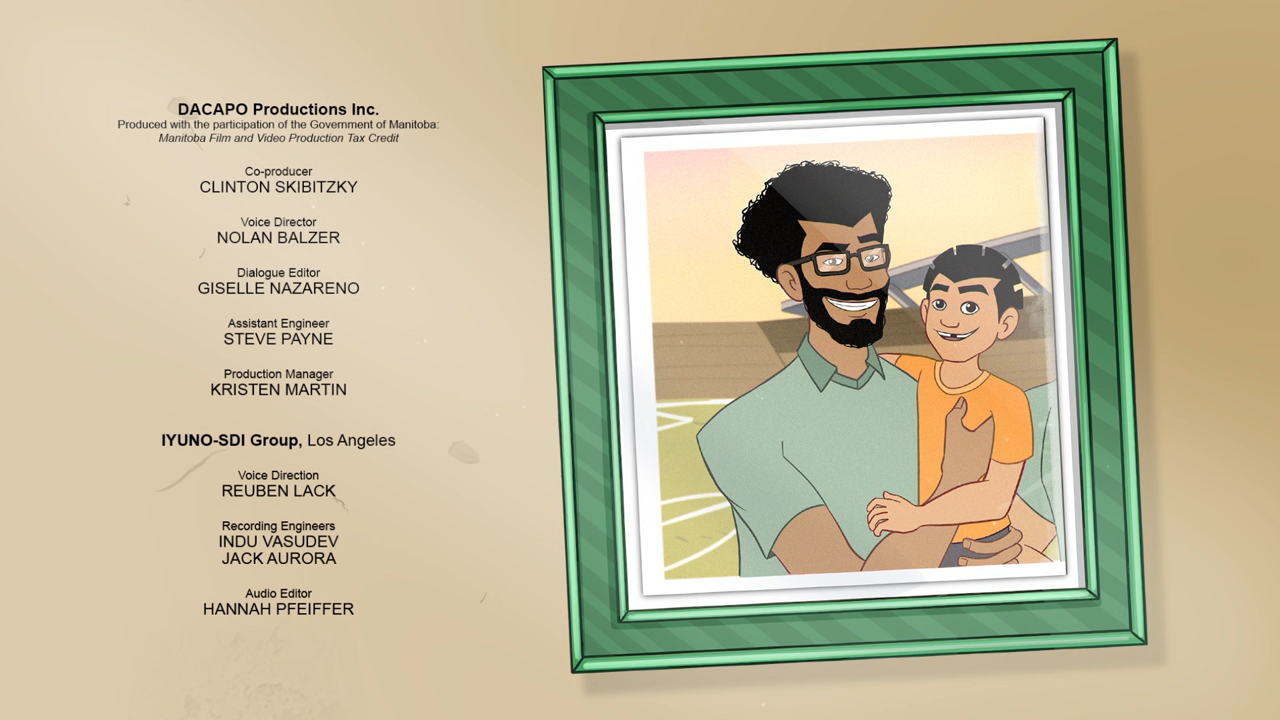 DACAPO Productions Inc.
Produced with the participation of the Government of Manitoba:
Manitoba Film and Video Production Tax Credit
Co-producer
CLINTON SKIBITZKY
Voice Director
NOLAN BALZER
Dialogue Editor
GISELLE NAZARENO
Assistant Engineer
STEVE PAYNE
Production Manager
KRISTEN MARTIN
IYUNO-SDI Group, Los Angeles
Voice Direction
REUBEN LACK
Recording Engineers
INDU VASUDEV
JACK AURORA
Audio Editor
HANNAH PFEIFFER